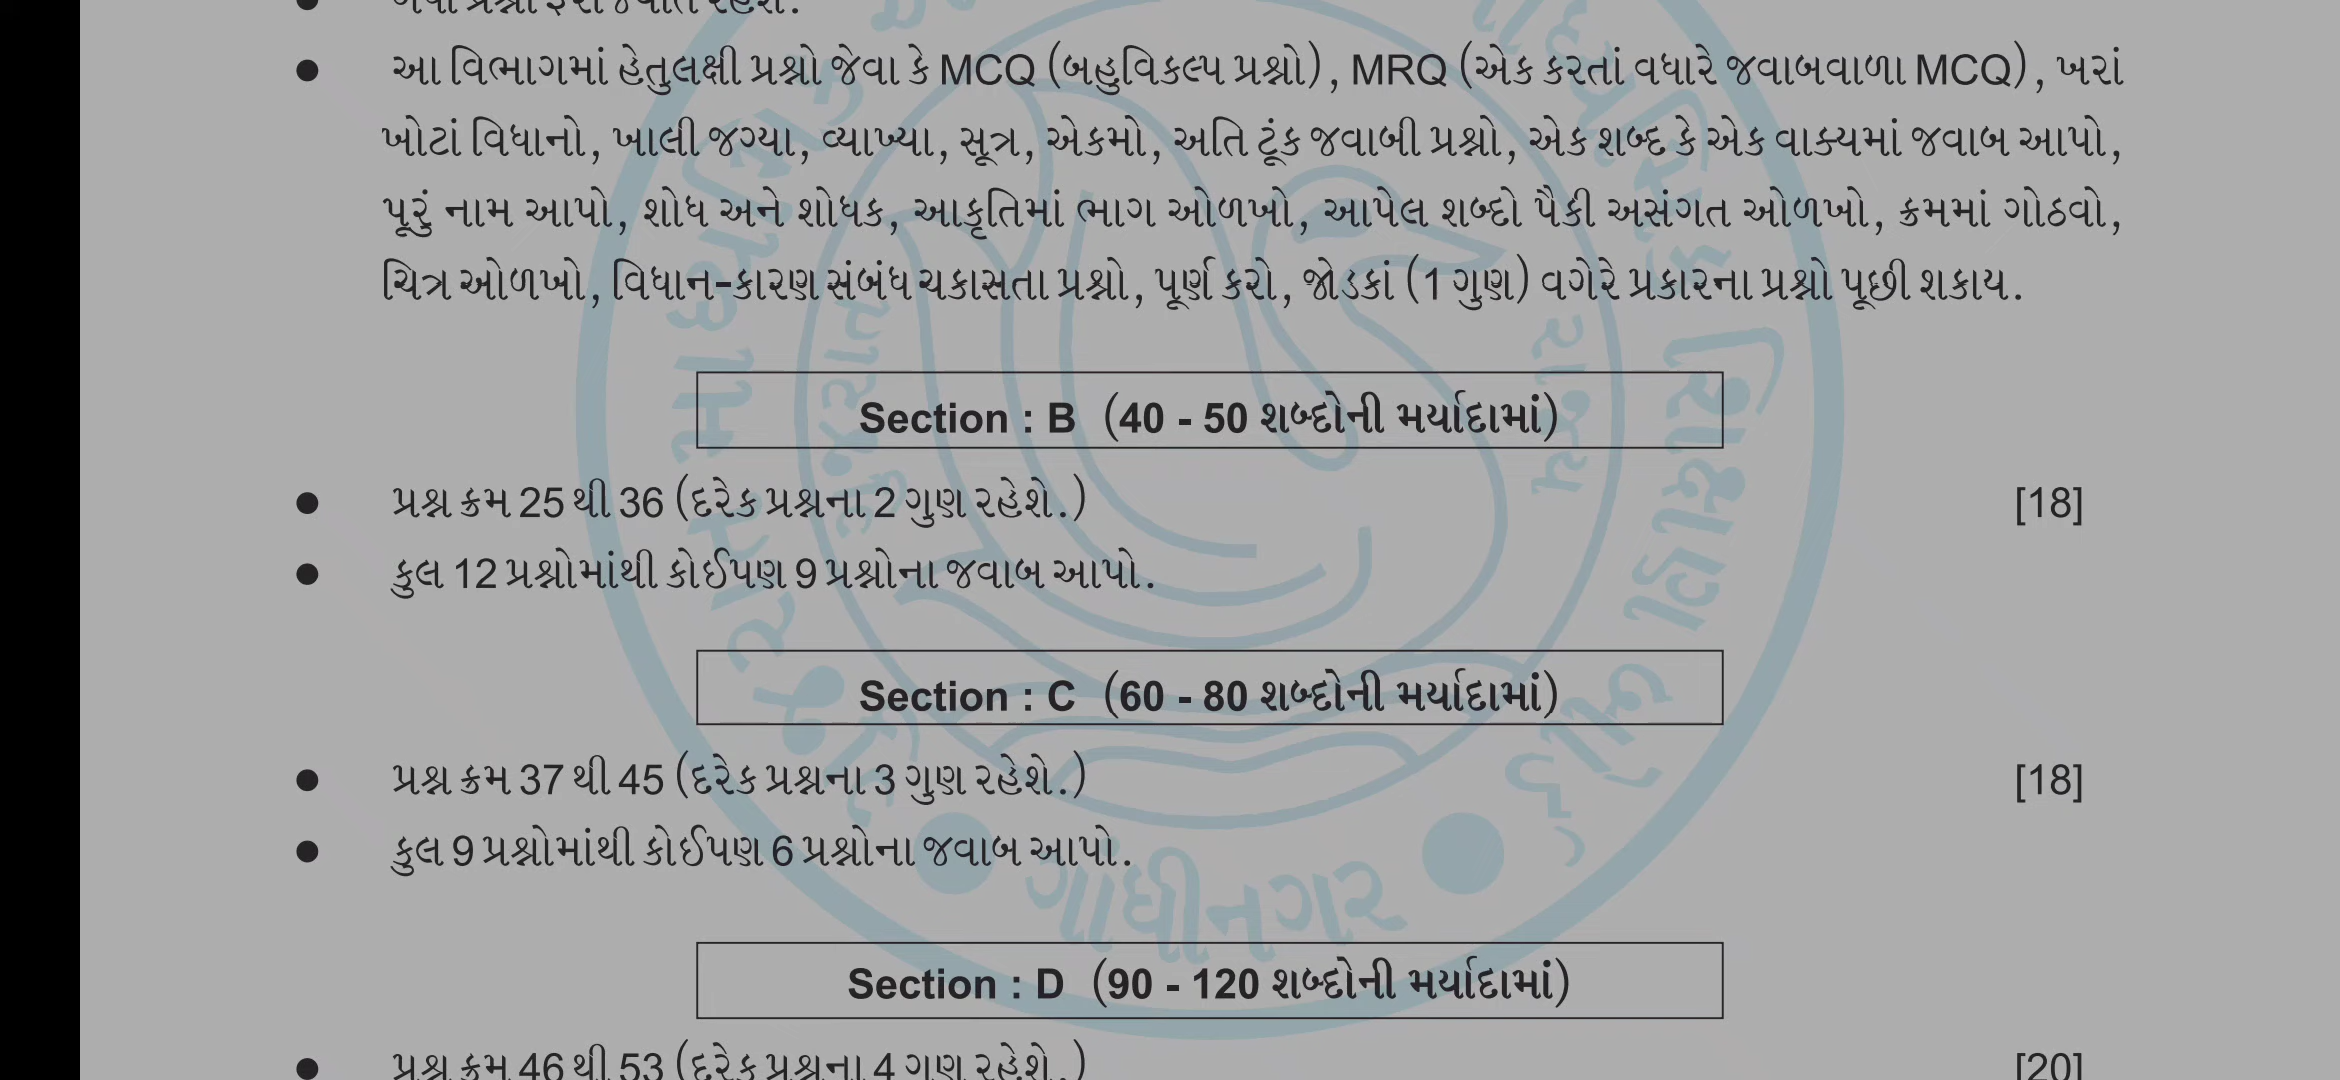 આ વિભાગમાં હેતુલક્ષી પ્રશ્નો જેવા કે MCQ (બહુવિકલ્પ પ્રશ્નો), MRQ (એક કરતાં વધારે જવાબવાળા MCQ), ખરાં
ખોટાં વિધાનો, ખાલી જગ્યા, વ્યાખ્યા, સૂત્ર, એકમો, અતિ ટૂંક જવાબી પ્રશ્નો, એક શબ્દ કે એક વાક્યમાં જવાબ આપો,
પૂરું નામ આપો, શોધ અને શોધક, આકૃતિમાં ભાગ ઓળખો, આપેલ શબ્દો પૈકી અસંગત ઓળખો, ક્રમમાં ગોઠવો,
ચિત્ર ઓળખો, વિધાન-કારણ સંબંધ ચકાસતા પ્રશ્નો, પૂર્ણ કરો, જોડકાં (1 ગુણ) વગેરે પ્રકારના પ્રશ્નો પૂછી શકાય.
Section : B (40 - 50 શબ્દોની મર્યાદામાં)
પ્રશ્ન ક્રમ 25 થી 36 (દરેક પ્રશ્નના 2 ગુણ રહેશે.) [18]
કુલ 12 પ્રશ્નોમાંથી કોઈપણ 9 પ્રશ્નોના જવાબ આપો.
Section : C (60 - 80 શબ્દોની મર્યાદામાં)
પ્રશ્ન ક્રમ 37 થી 45 (દરેક પ્રશ્નના 3 ગુણ રહેશે.) [18]
કુલ 9 પ્રશ્નોમાંથી કોઈપણ 6 પ્રશ્નોના જવાબ આપો.
ગાંધીનગર
Section : D (90 - 120 શબ્દોની મર્યાદામાં)
પ્રશ્ન ક્રમ 46 થી 53 (દરેક પ્રશ્નના 4 ગુણ રહેશે.) [20]